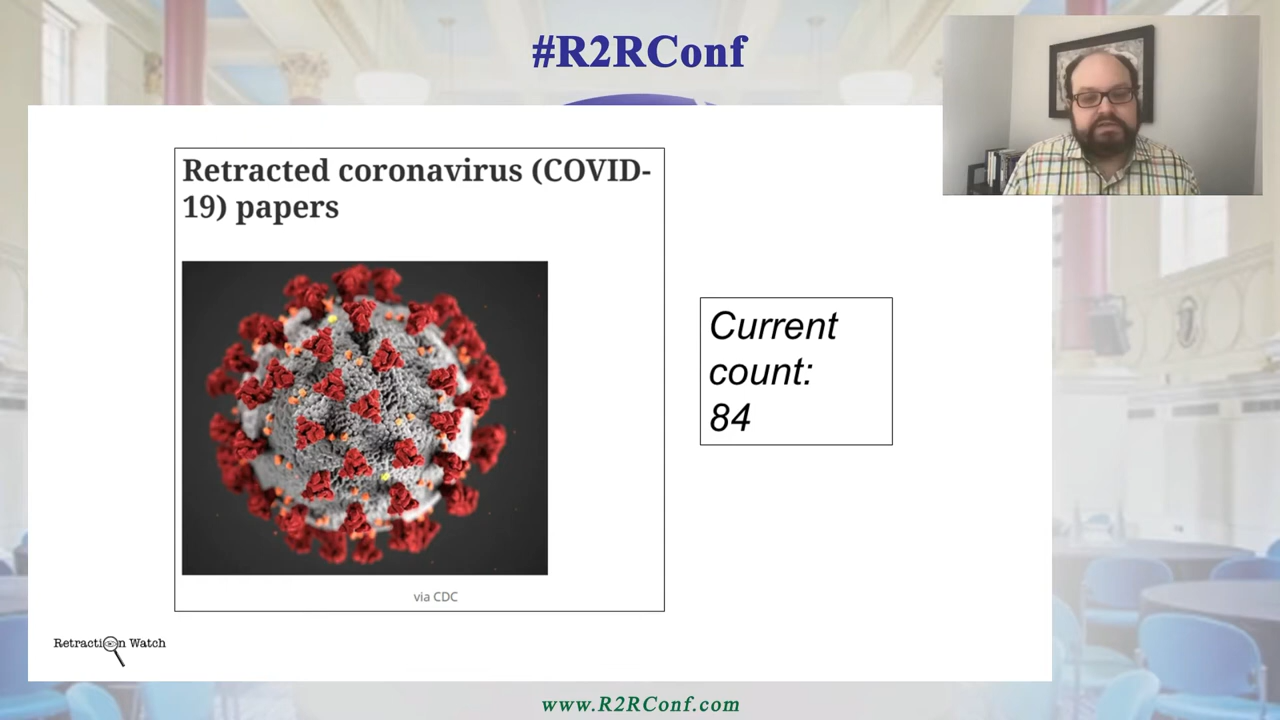 #R2RConf
Retracted coronavirus (COVID-
19) papers
Current
count:
84
via CDC
Retraction Watch
www.R2RConf.com